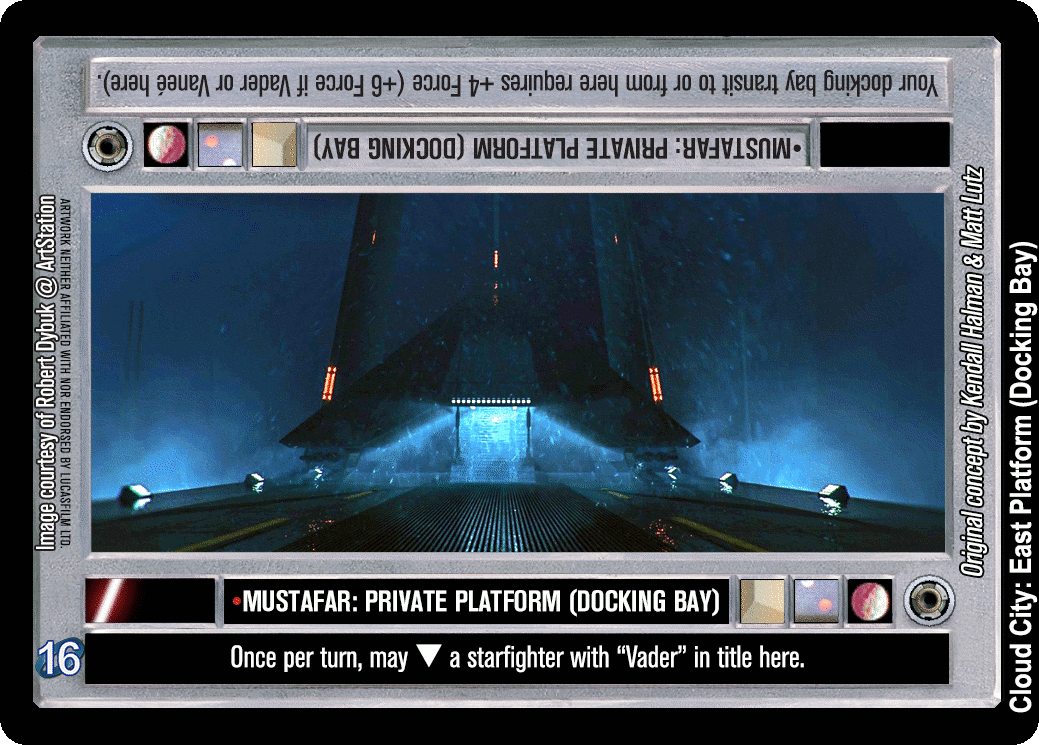 Your docking bay transit to or from here requires +4 Force (+6 Force if Vader or Vaneé here).
•MUSTAFAR: PRIVATE PLATFORM (DOCKING BAY)
Image courtesy of Robert Dybuk @ ArtStation
ARTWORK NEITHER AFFILIATED WITH NOR ENDORSED BY LUCASFILM LTD.
Original concept by Kendall Halman & Matt Lutz
Cloud City: East Platform (Docking Bay)
•MUSTAFAR: PRIVATE PLATFORM (DOCKING BAY)
16
Once per turn, may ▼ a starfighter with “Vader” in title here.